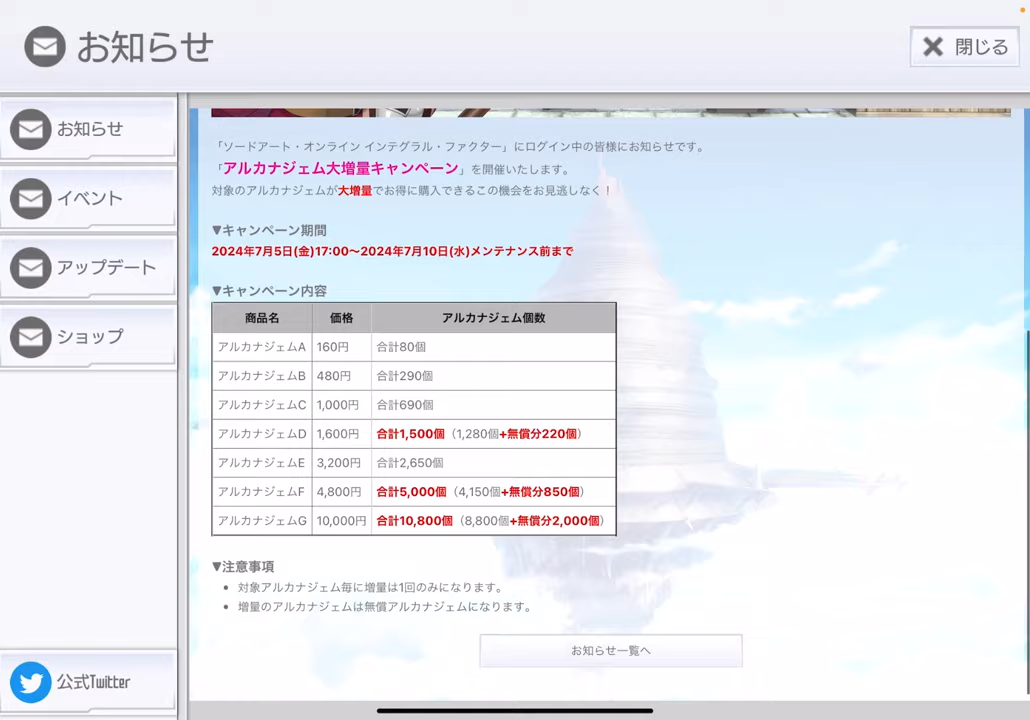 お知らせ
閉じる
お知らせ
イベント
アップデート
ショップ
公式Twitter
「ソードアート・オンライン インテグラル・ファクター」にログイン中の皆様にお知らせです。
「アルカナジェム大増量キャンペーン」を開催いたします。
対象のアルカナジェムが大増量でお得に購入できるこの機会をお見逃しなく！
▼キャンペーン期間
2024年7月5日(金)17:00～2024年7月10日(水)メンテナンス前まで
▼キャンペーン内容
商品名 価格 アルカナジェム個数
アルカナジェムA 160円 合計80個
アルカナジェムB 480円 合計290個
アルカナジェムC 1,000円 合計690個
アルカナジェムD 1,600円 合計1,500個（1,280個+無償分220個）
アルカナジェムE 3,200円 合計2,650個
アルカナジェムF 4,800円 合計5,000個（4,150個+無償分850個）
アルカナジェムG 10,000円 合計10,800個（8,800個+無償分2,000個）
▼注意事項
• 対象アルカナジェム毎に増量は1回のみになります。
• 増量のアルカナジェムは無償アルカナジェムになります。
お知らせ一覧へ